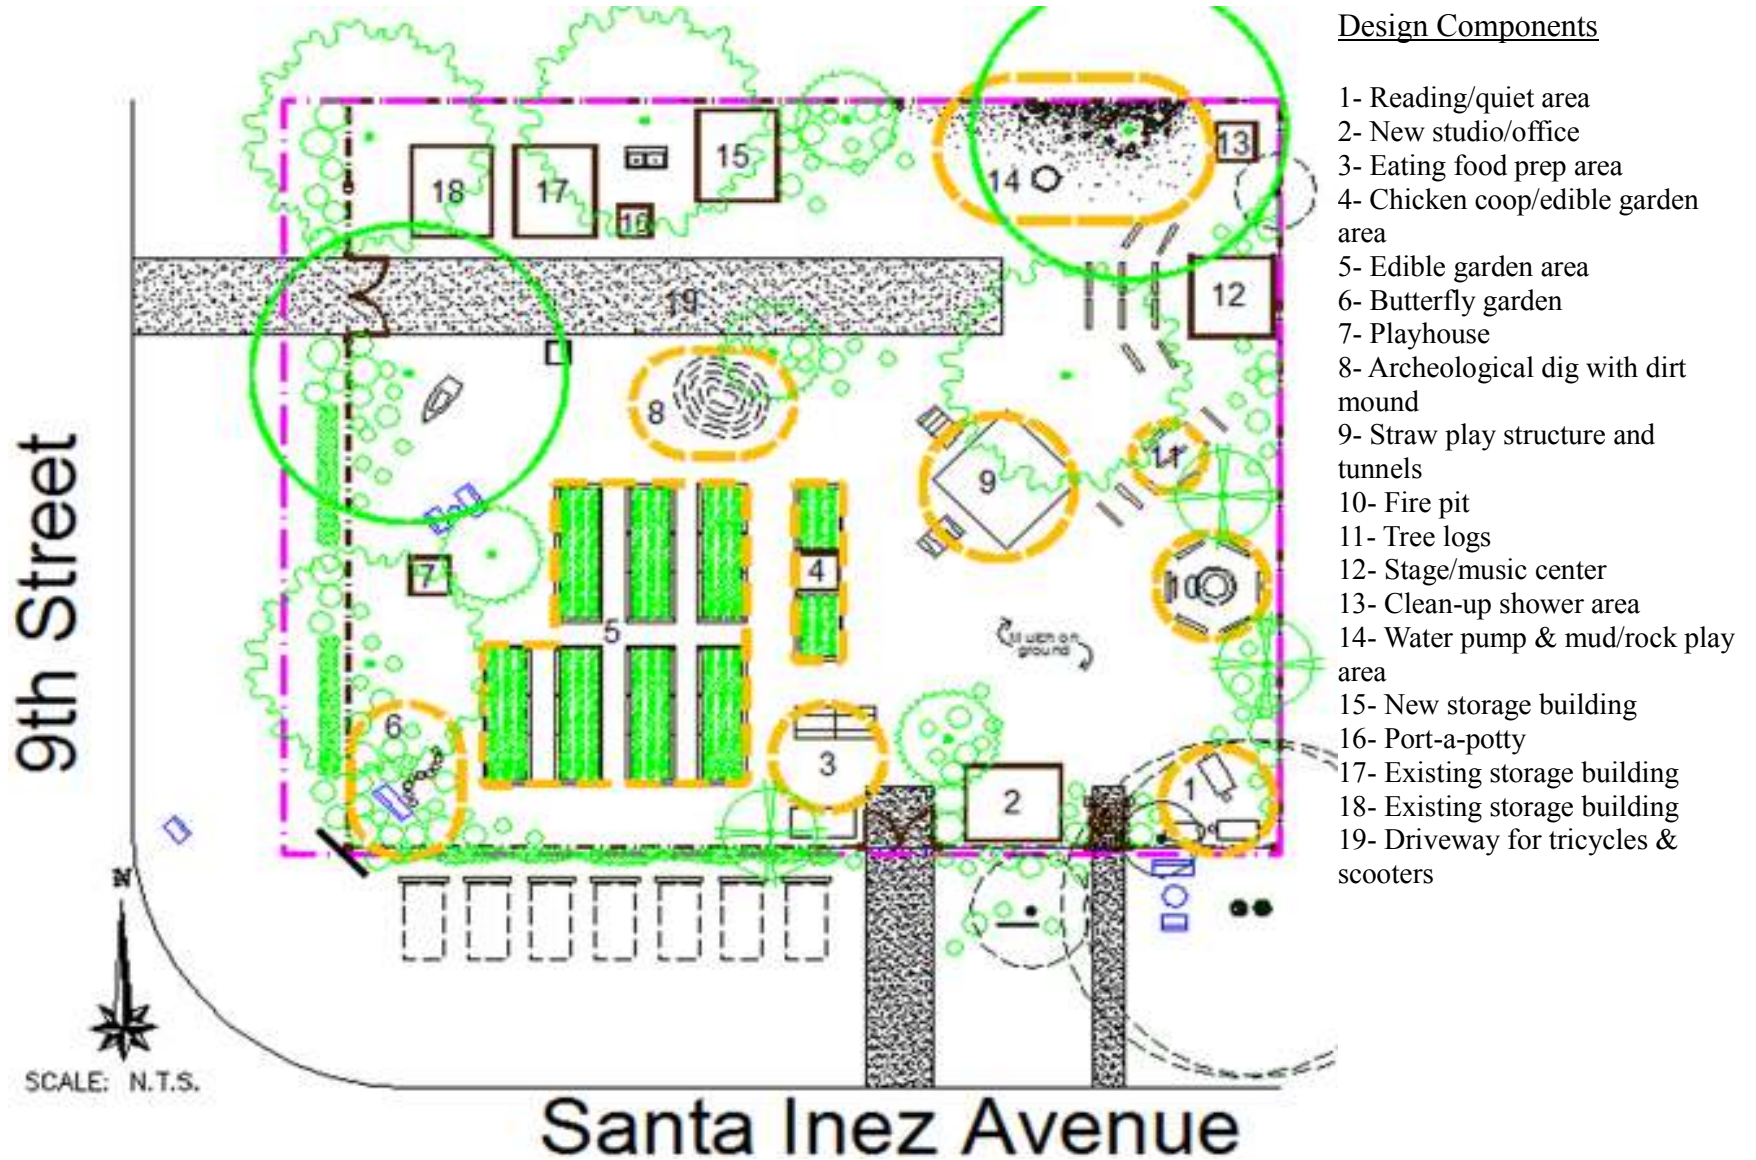 Design Components
1- Reading/quiet area
2- New studio/office
3- Eating food prep area
4- Chicken coop/edible garden
area
5- Edible garden area
6- Butterfly garden
7- Playhouse
8- Archeological dig with dirt
mound
9- Straw play structure and
tunnels
10- Fire pit
11- Tree logs
12- Stage/music center
13- Clean-up shower area
14- Water pump & mud/rock play
area
15- New storage building
16- Port-a-potty
17- Existing storage building
18- Existing storage building
19- Driveway for tricycles &
scooters
18
17
16
15
14
13
12
19
8
9
11
10
7
4
5
6
3
2
1
on
ground
9th Street
N
SCALE: N.T.S.
Santa Inez Avenue